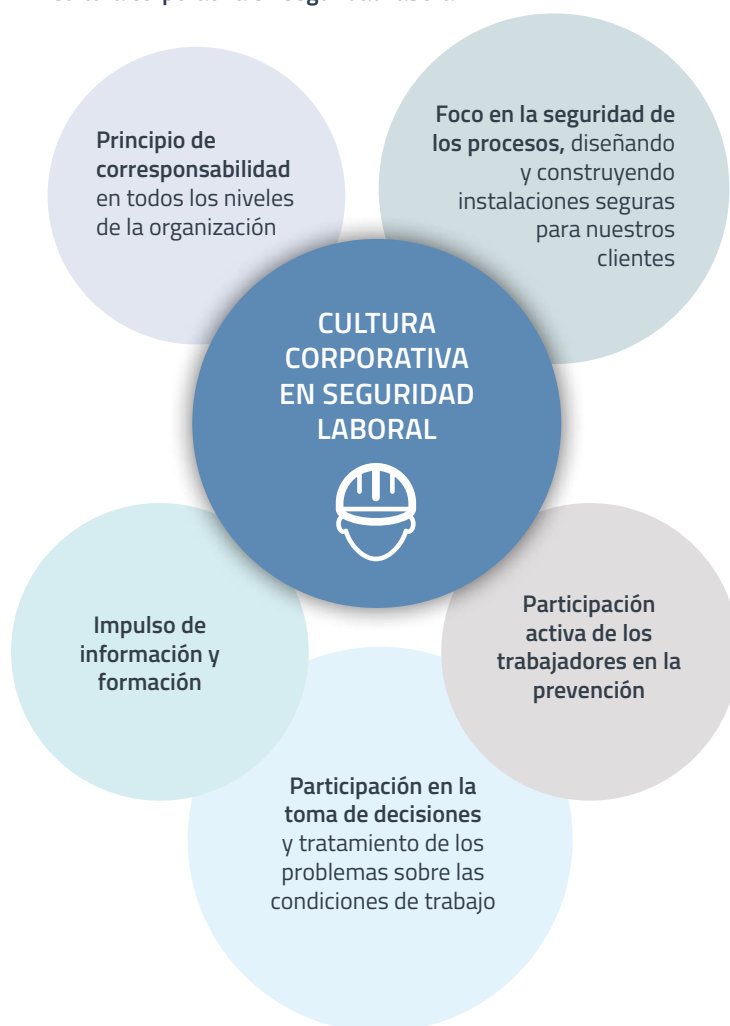 Principio de
corresponsabilidad
en todos los niveles
de la organización
Foco en la seguridad de
los procesos, diseñando
y construyendo
instalaciones seguras
para nuestros
clientes
CULTURA
CORPORATIVA
EN SEGURIDAD
LABORAL
Impulso de
información y
formación
Participación
activa de los
trabajadores en la
prevención
Participación en la
toma de decisiones
y tratamiento de los
problemas sobre las
condiciones de trabajo